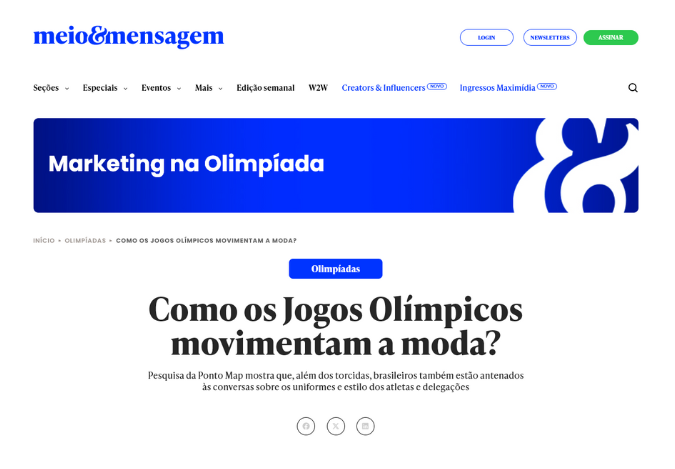 meio&mensagem
LOGIN
NEWSLETTERS
ASSINAR
Seções
Especiais
Eventos
Mais
Edição semanal
W2W
Creators & Influencers NOVO
Ingressos Maximídia NOVO
Marketing na Olimpíada
&
INÍCIO • OLIMPÍADAS • COMO OS JOGOS OLÍMPICOS MOVIMENTAM A MODA?
Olimpíadas
Como os Jogos Olímpicos
movimentam a moda?
Pesquisa da Ponto Map mostra que, além dos torcidas, brasileiros também estão antenados
às conversas sobre os uniformes e estilo dos atletas e delegações